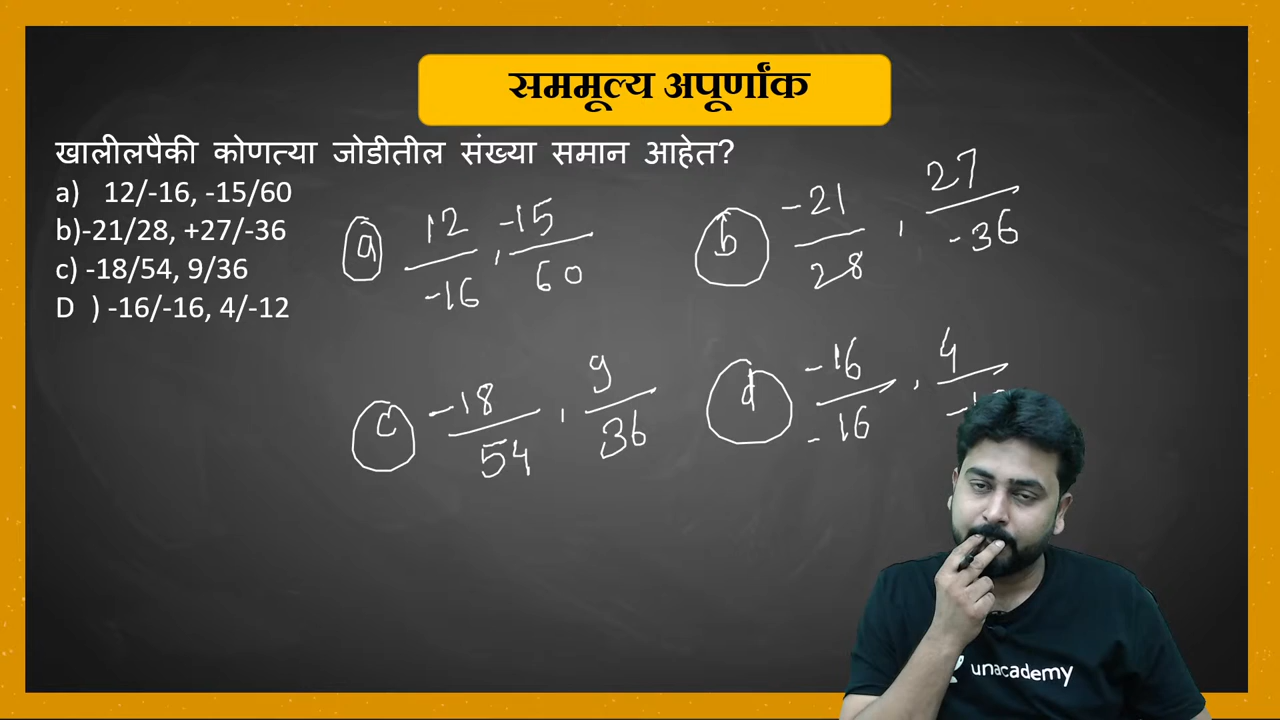 सममूल्य अपूर्णांक
खालीलपैकी कोणत्या जोडीतील संख्या समान आहेत?
a) 12/-16, -15/60
b)-21/28, +27/-36
c) -18/54, 9/36
D ) -16/-16, 4/-12
a 12/-16 , -15/60
b -21/28 , 27/-36
c -18/54 , 9/36
d -16/-16 , 4/
unacademy